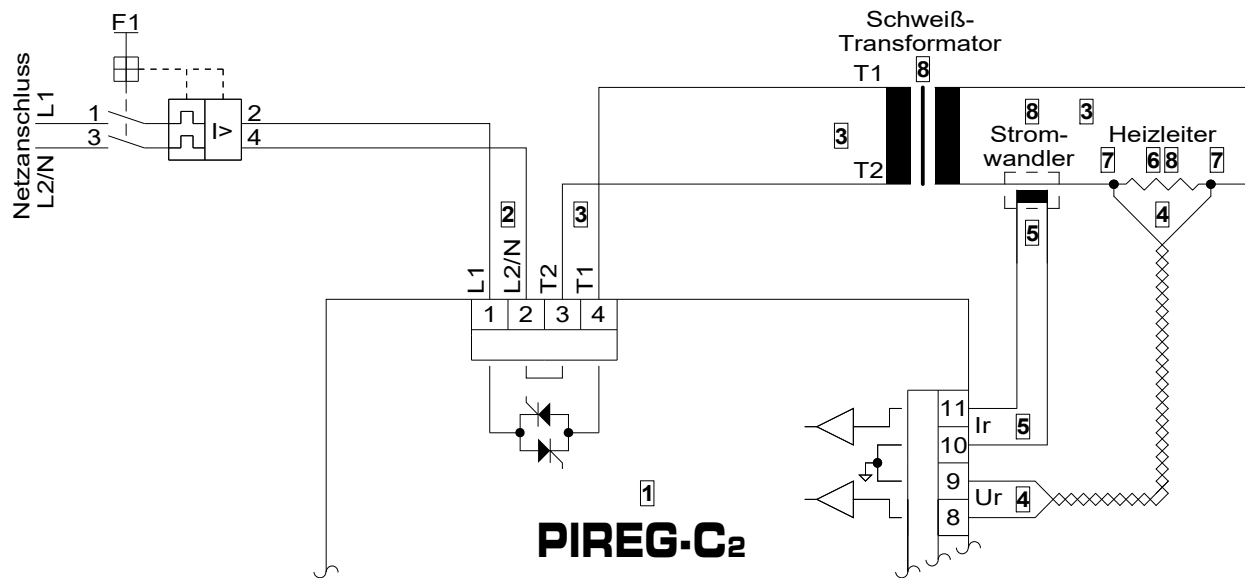 F1
Netzanschluss
L1
L2/N
1
3
I>
2
4
Schweiß-
Transformator
8
T1
T2
3
8
3
Strom-
wandler
Heizleiter
7
6
8
7
4
5
2
3
L1
L2/N
T2
T1
1
2
3
4
11
Ir
5
10
9
Ur
4
8
1
PIREG-C2